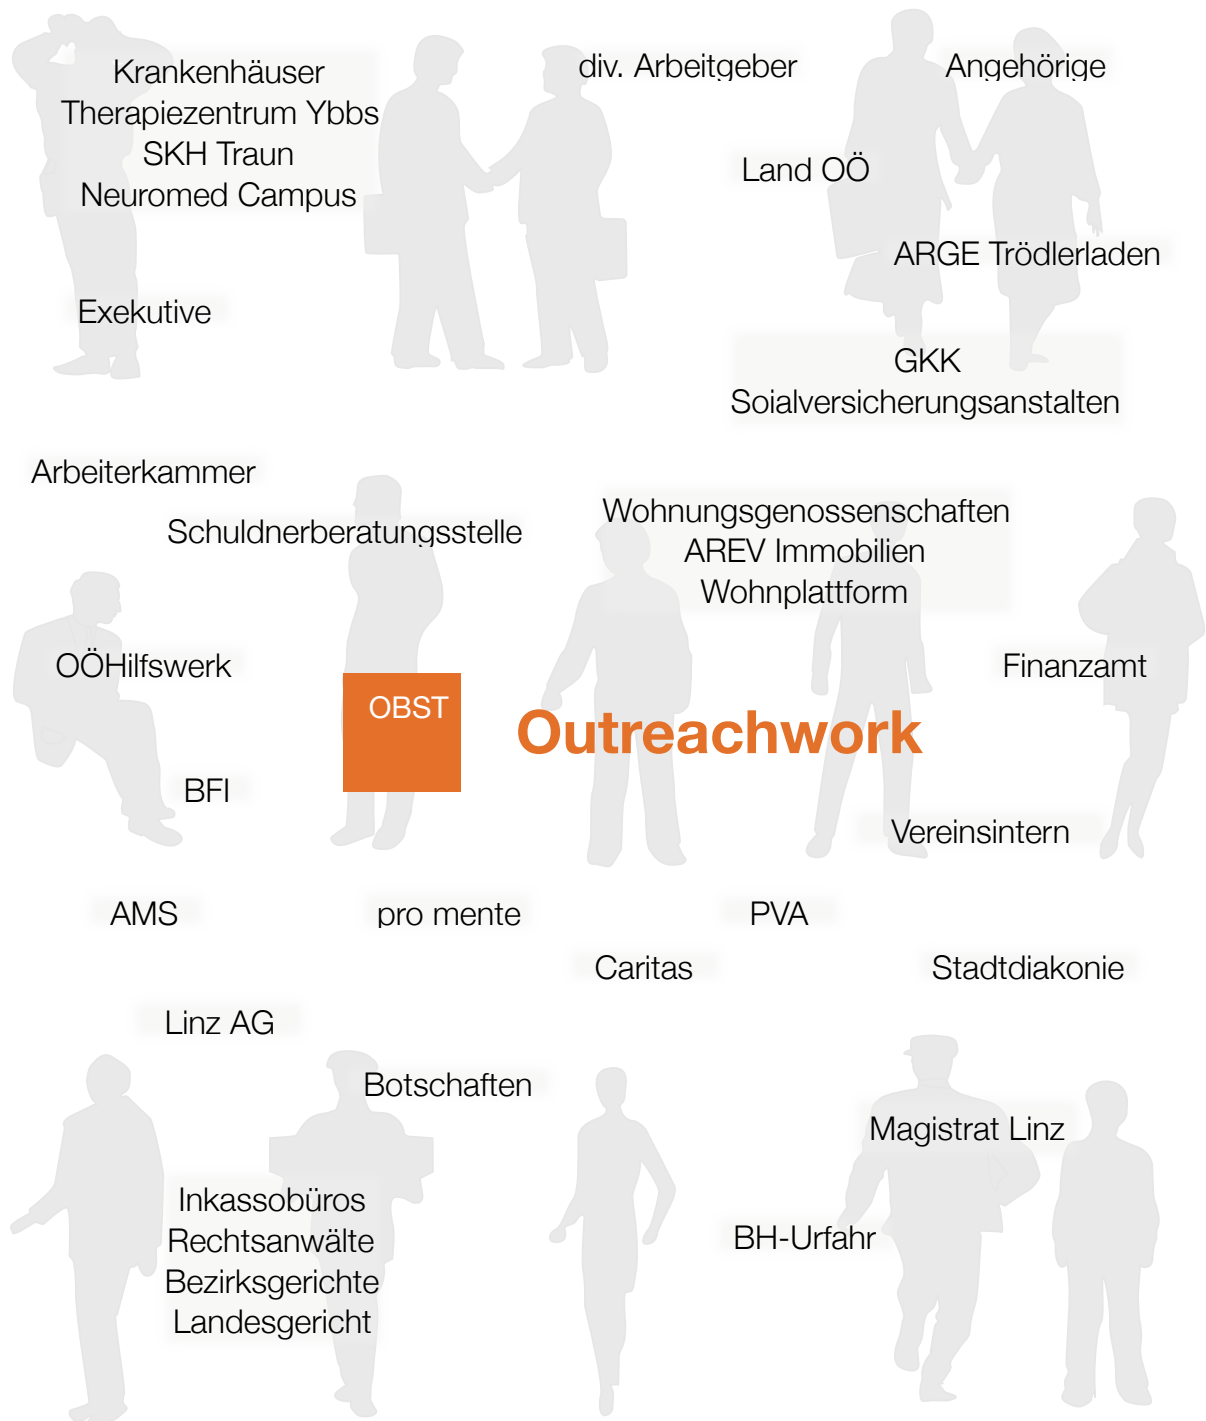 Krankenhäuser
Therapiezentrum Ybbs
SKH Traun
Neuromed Campus
div. Arbeitgeber
Angehörige
Land OÖ
ARGE Trödlerladen
Exekutive
GKK
Soialversicherungsanstalten
Arbeiterkammer
Schuldnerberatungsstelle
Wohnungsgenossenschaften
AREV Immobilien
Wohnplattform
OÖHilfswerk
Finanzamt
OBST
Outreachwork
BFI
Vereinsintern
AMS
pro mente
PVA
Caritas
Stadtdiakonie
Linz AG
Botschaften
Magistrat Linz
Inkassobüros
Rechtsanwälte
Bezirksgerichte
Landesgericht
BH-Urfahr